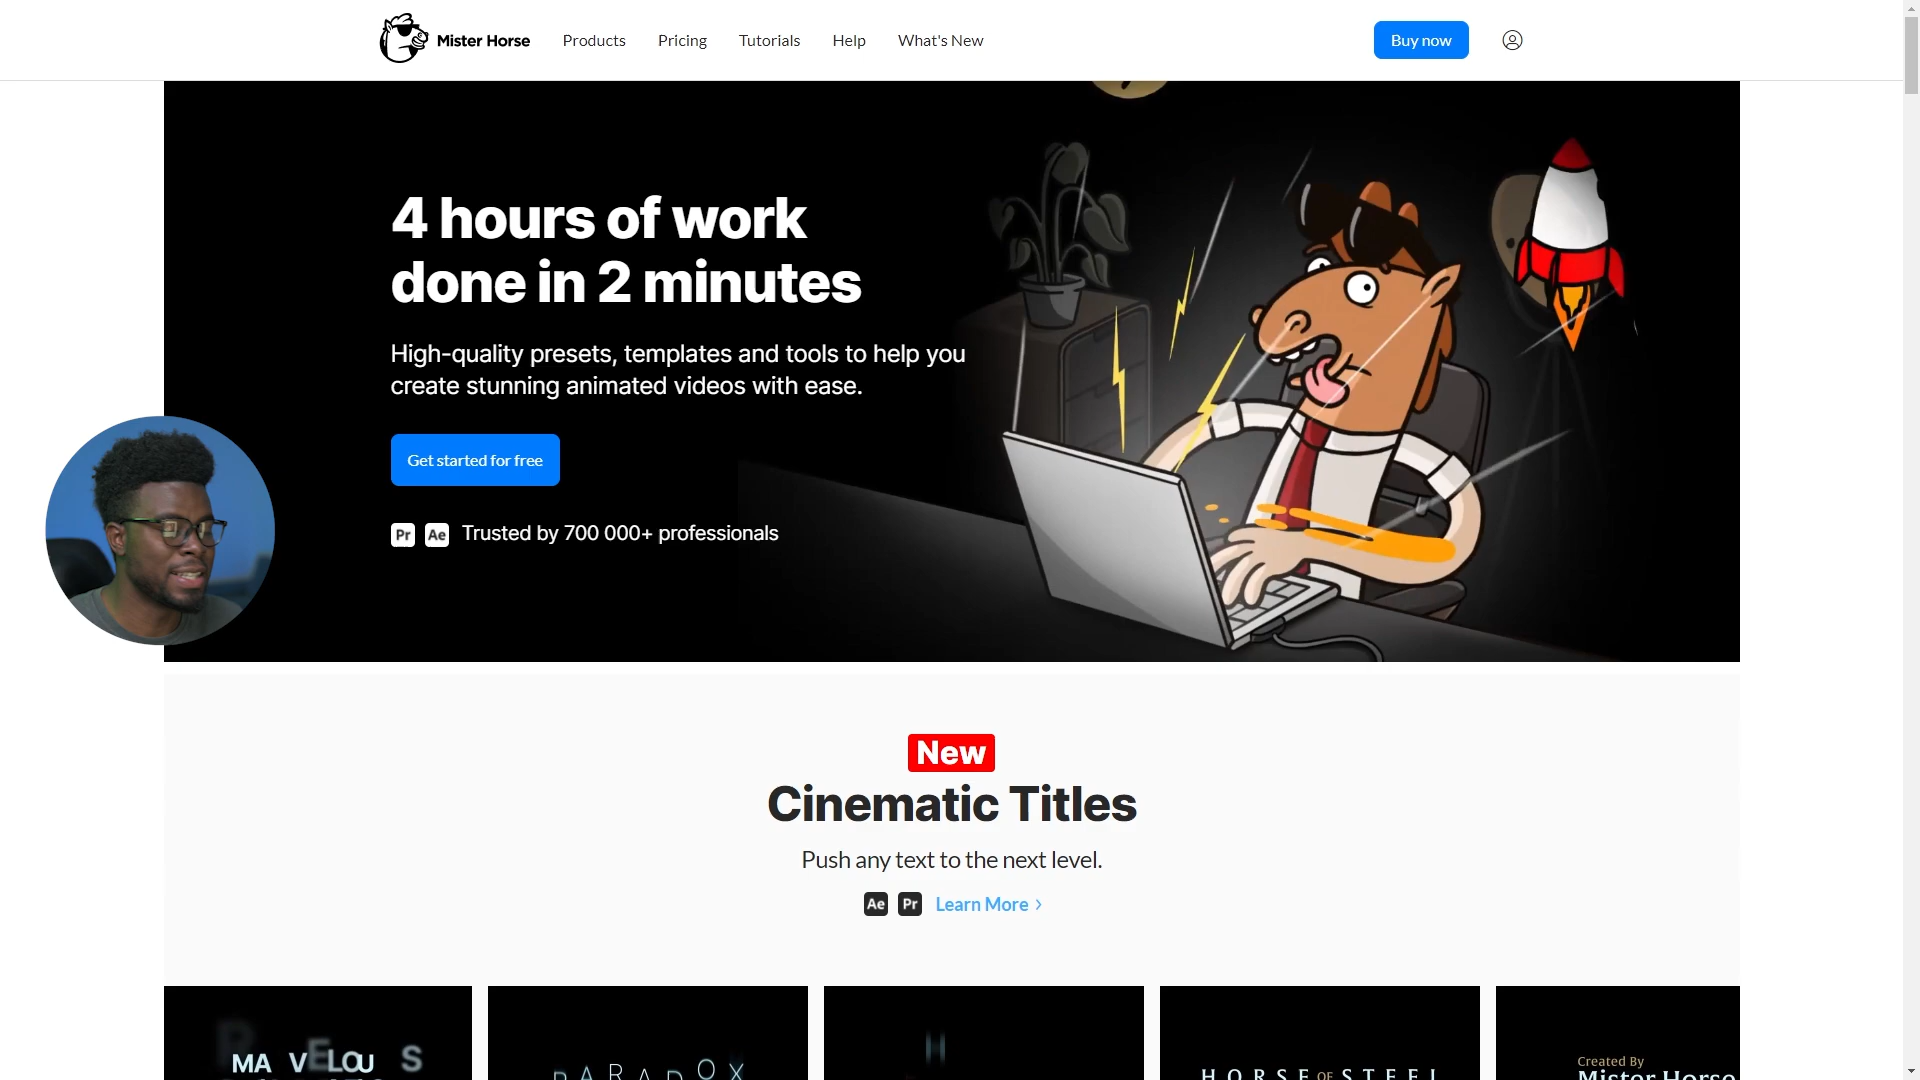 Mister Horse
Products
Pricing
Tutorials
Help
What's New
Buy now
4 hours of work
done in 2 minutes
High-quality presets, templates and tools to help you
create stunning animated videos with ease.
Get started for free
Pr Ae Trusted by 700 000+ professionals
New
Cinematic Titles
Push any text to the next level.
Ae Pr Learn More >
PARADOX
H
HORSE OF STEEL
Created By
Mister Horse